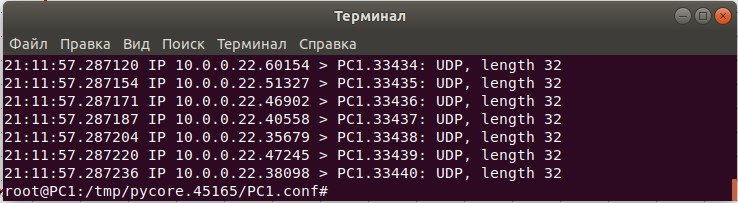 Терминал
Файл Правка Вид Поиск Терминал Справка
21:11:57.287120 IP 10.0.0.22.60154 > PC1.33434: UDP, length 32
21:11:57.287154 IP 10.0.0.22.51327 > PC1.33435: UDP, length 32
21:11:57.287171 IP 10.0.0.22.46902 > PC1.33436: UDP, length 32
21:11:57.287187 IP 10.0.0.22.40558 > PC1.33437: UDP, length 32
21:11:57.287204 IP 10.0.0.22.35679 > PC1.33438: UDP, length 32
21:11:57.287220 IP 10.0.0.22.47245 > PC1.33439: UDP, length 32
21:11:57.287236 IP 10.0.0.22.38098 > PC1.33440: UDP, length 32
root@PC1:/tmp/pycore.45165/PC1.conf#